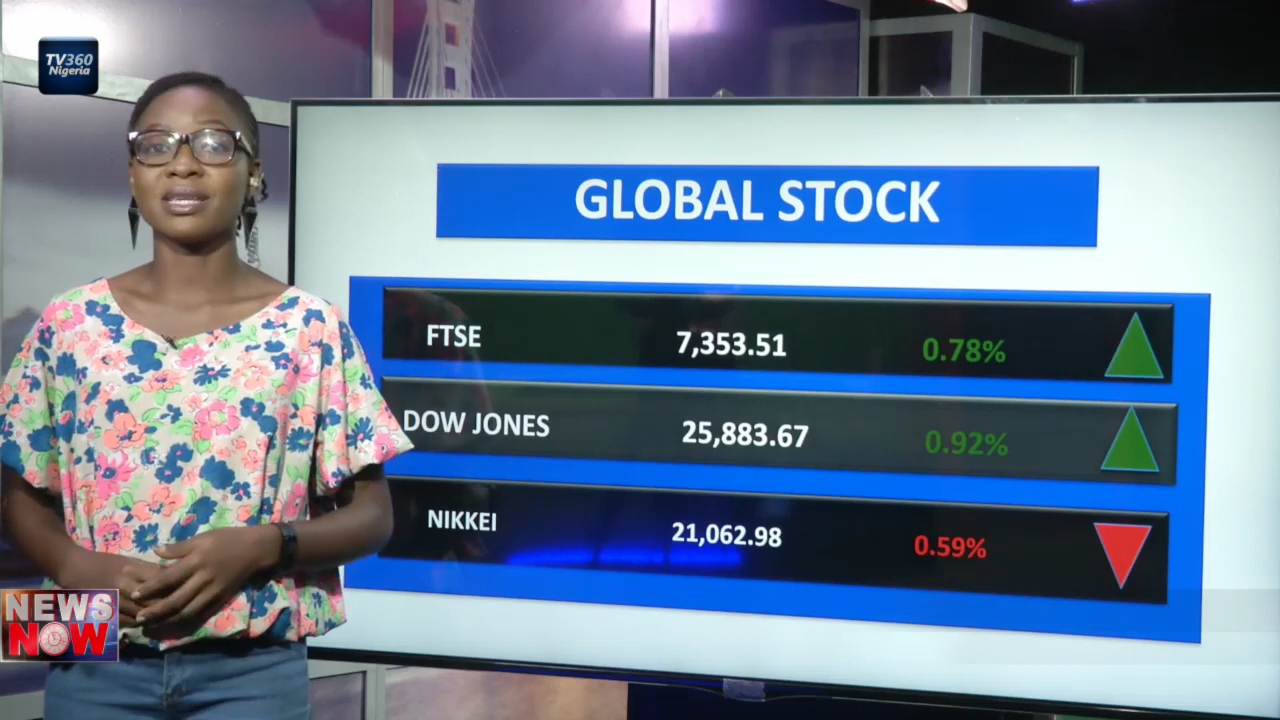 TV360
Nigeria
GLOBAL STOCK
FTSE 7,353.51 0.78%
DOW JONES 25,883.67 0.92%
NIKKEI 21,062.98 0.59%
NEWS
NOW